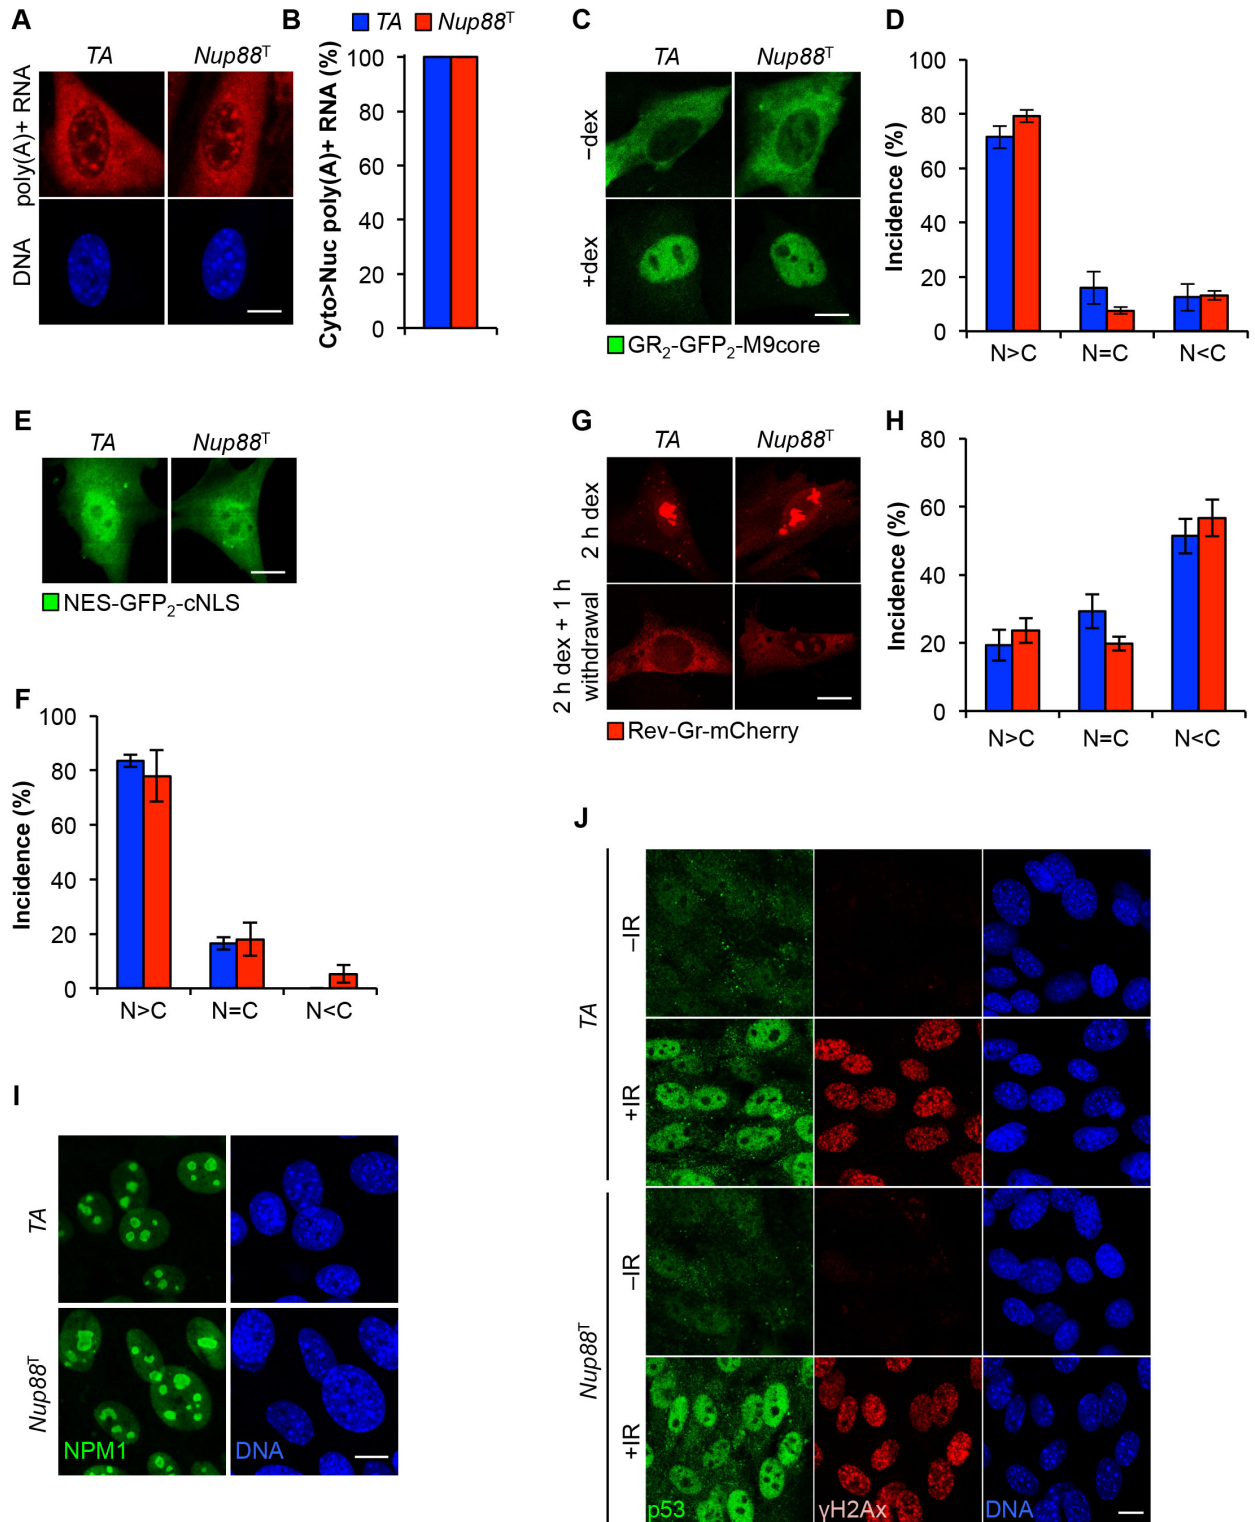 A
TA
Nup88ᵀ
poly(A)+ RNA
DNA
B
TA
Nup88ᵀ
Cyto>Nuc poly(A)+ RNA (%)
100
80
60
40
20
0
C
TA
Nup88ᵀ
−dex
+dex
GR₂-GFP₂-M9core
D
Incidence (%)
100
80
60
40
20
0
N>C
N=C
N<C
E
TA
Nup88ᵀ
NES-GFP₂-cNLS
G
TA
Nup88ᵀ
2 h dex
2 h dex + 1 h
withdrawal
Rev-Gr-mCherry
H
Incidence (%)
80
60
40
20
0
N>C
N=C
N<C
F
Incidence (%)
100
80
60
40
20
0
N>C
N=C
N<C
I
TA
Nup88ᵀ
NPM1
DNA
J
TA
−IR
+IR
Nup88ᵀ
−IR
+IR
p53
γH2Ax
DNA